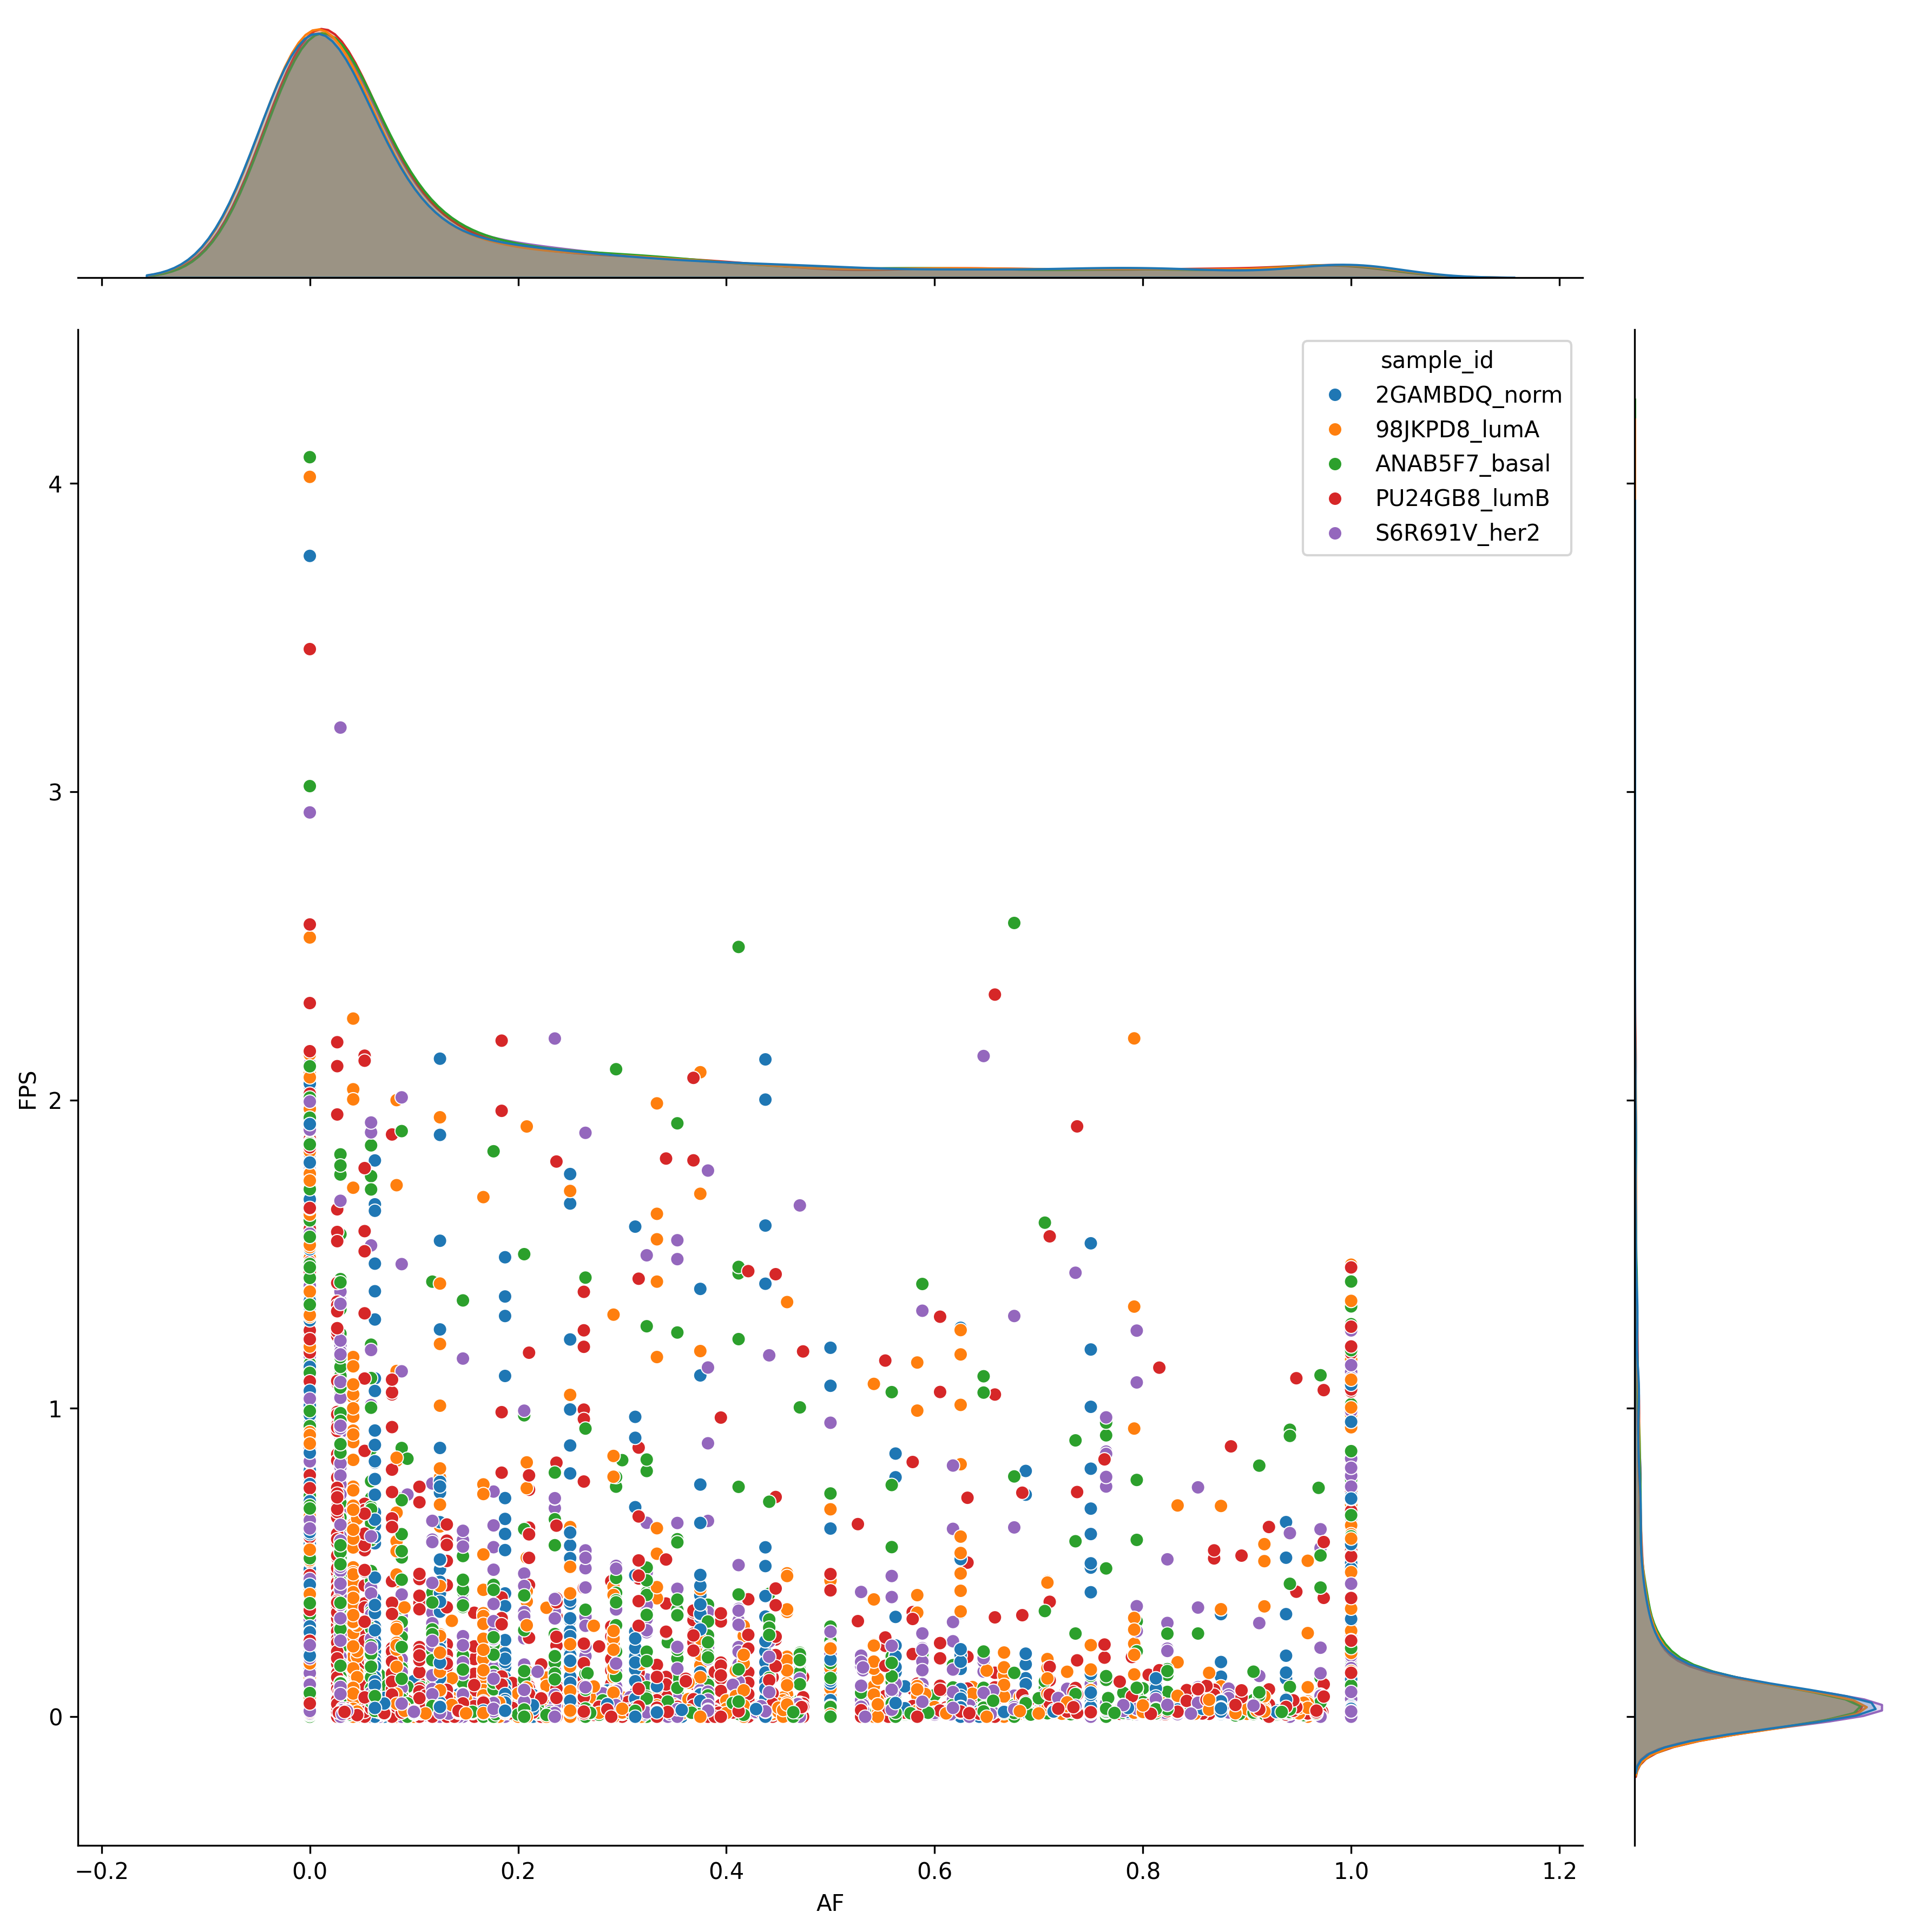 sample_id
2GAMBDQ_norm
98JKPD8_lumA
ANAB5F7_basal
PU24GB8_lumB
S6R691V_her2
4
3
2
1
0
FPS
−0.2 0.0 0.2 0.4 0.6 0.8 1.0 1.2
AF